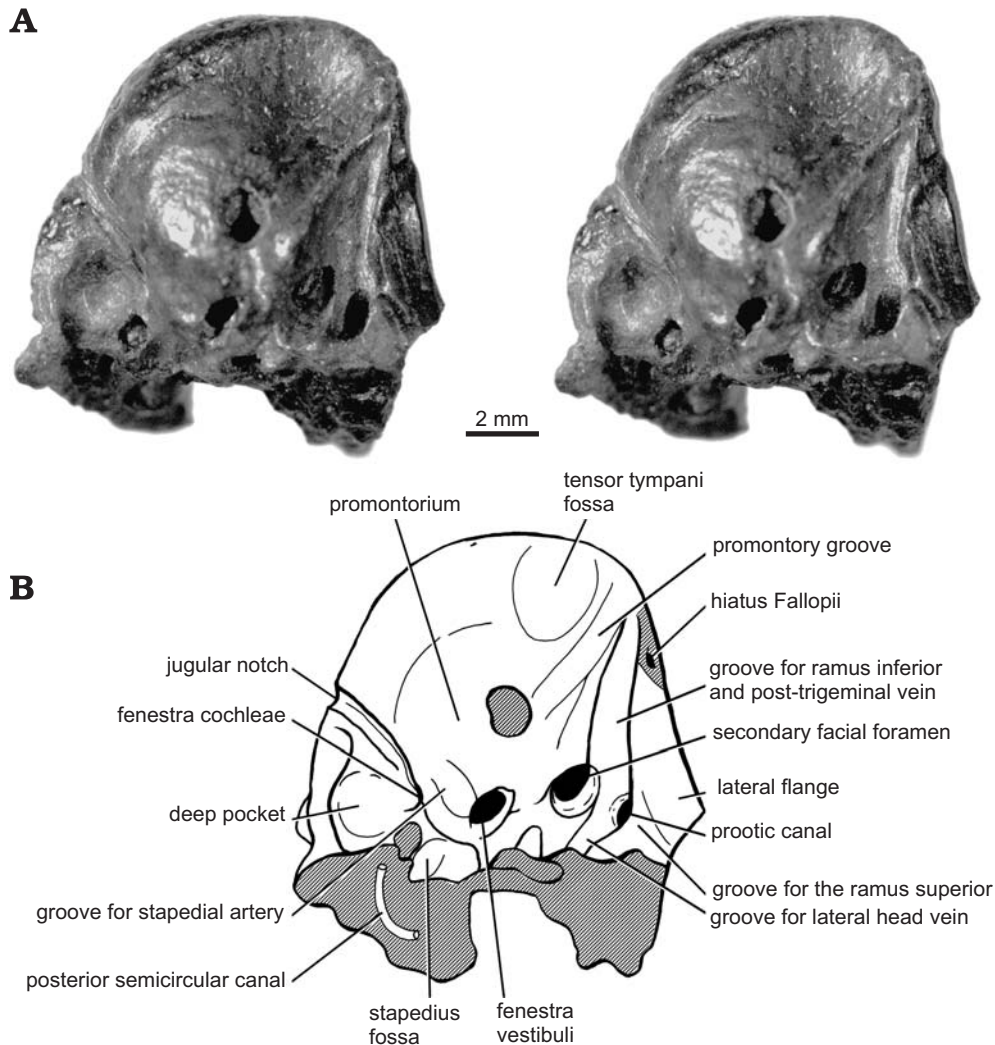 A
2 mm
tensor tympani
fossa
promontorium
promontory groove
B
hiatus Fallopii
jugular notch
groove for ramus inferior
and post-trigeminal vein
fenestra cochleae
secondary facial foramen
lateral flange
deep pocket
prootic canal
groove for the ramus superior
groove for stapedial artery
groove for lateral head vein
posterior semicircular canal
stapedius
fossa
fenestra
vestibuli